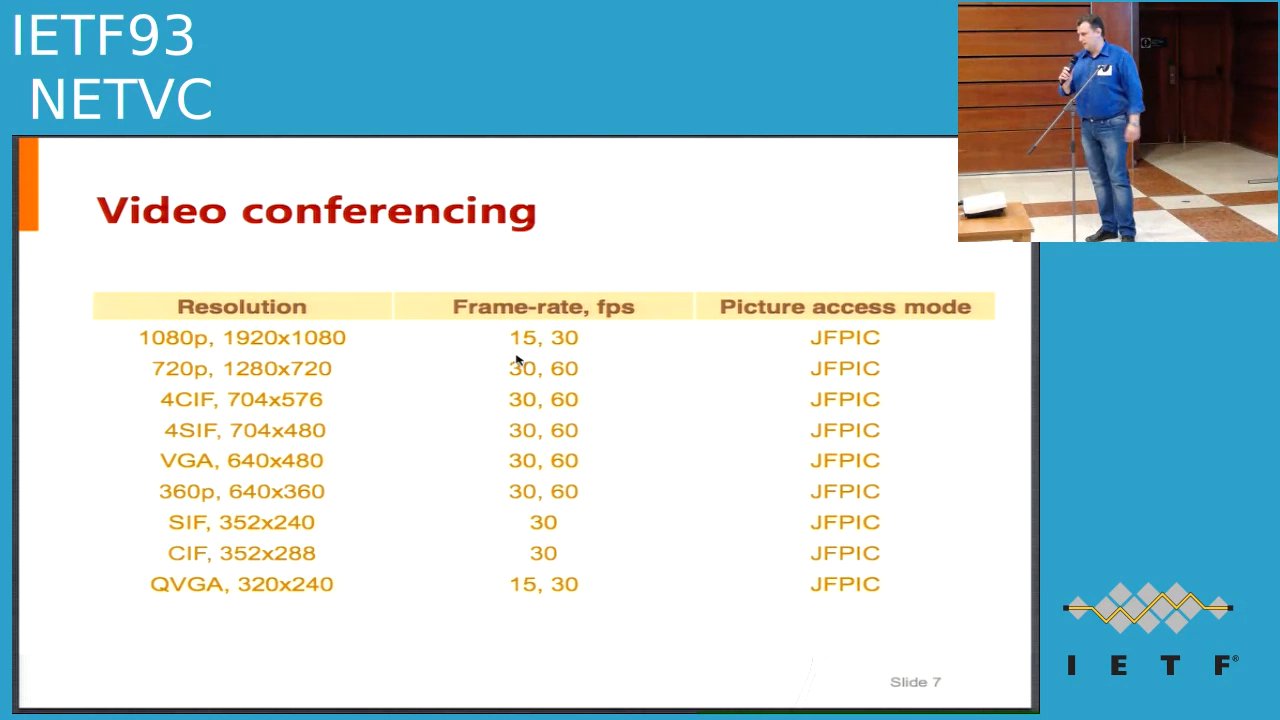 IETF93
NETVC
Video conferencing
Resolution Frame-rate, fps Picture access mode
1080p, 1920x1080 15, 30 JFPIC
720p, 1280x720 30, 60 JFPIC
4CIF, 704x576 30, 60 JFPIC
4SIF, 704x480 30, 60 JFPIC
VGA, 640x480 30, 60 JFPIC
360p, 640x360 30, 60 JFPIC
SIF, 352x240 30 JFPIC
CIF, 352x288 30 JFPIC
QVGA, 320x240 15, 30 JFPIC
Slide 7
I E T F®